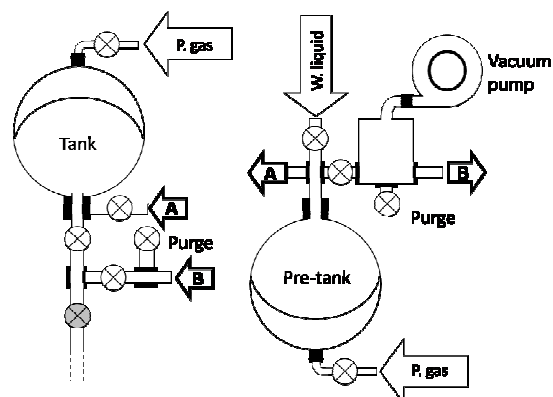 P. gas
Tank
A
Purge
B
W. liquid
Vacuum
pump
A
B
Purge
Pre-tank
P. gas